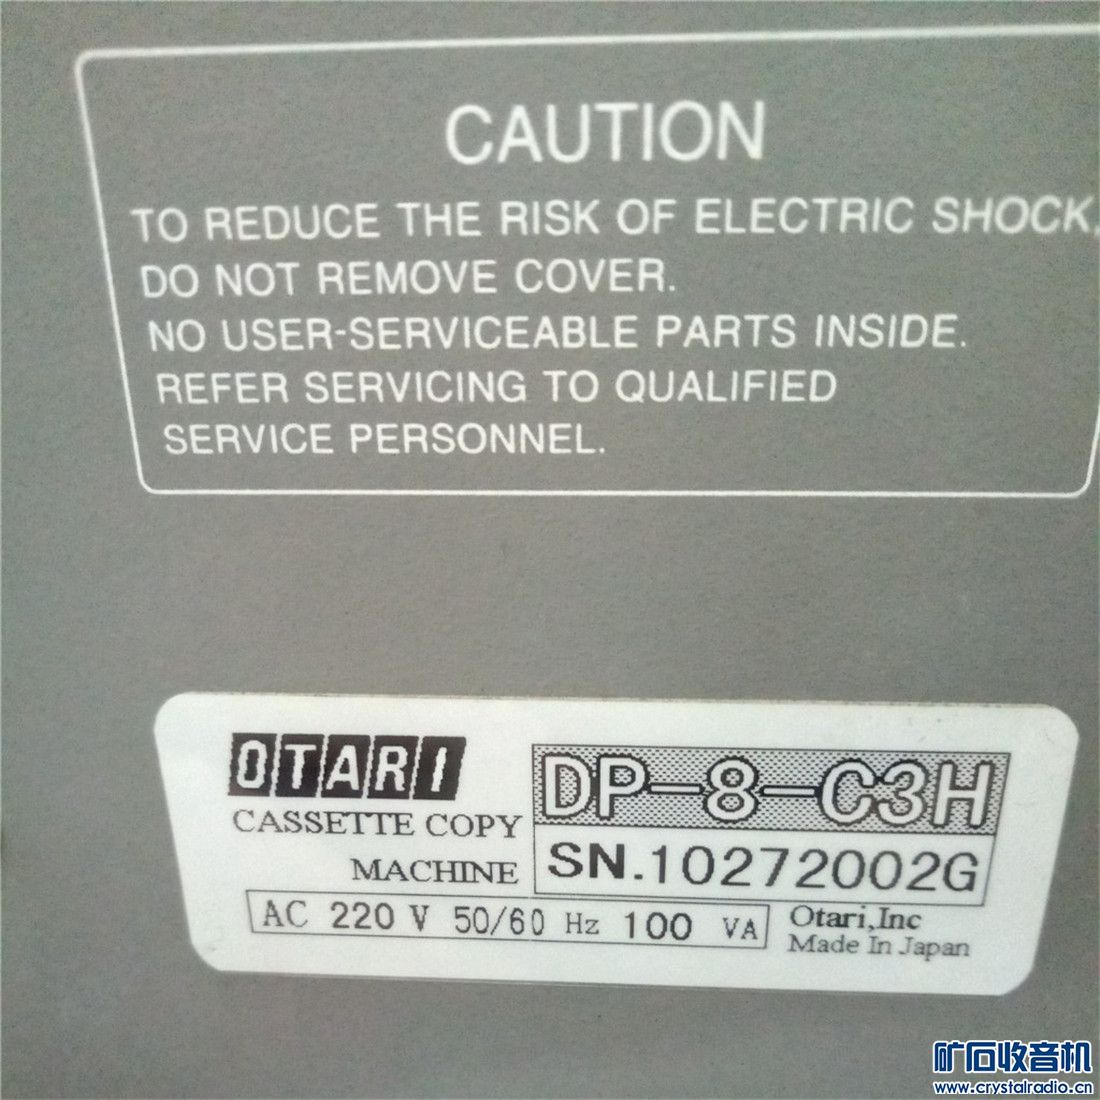 CAUTION
TO REDUCE THE RISK OF ELECTRIC SHOCK,
DO NOT REMOVE COVER.
NO USER-SERVICEABLE PARTS INSIDE.
REFER SERVICING TO QUALIFIED
SERVICE PERSONNEL.
OTARI
CASSETTE COPY
MACHINE
DP-8-C3H
SN.10272002G
AC 220 V 50/60 Hz 100 VA
Otari,Inc
Made In Japan
矿石收音机
www.crystalradio.cn